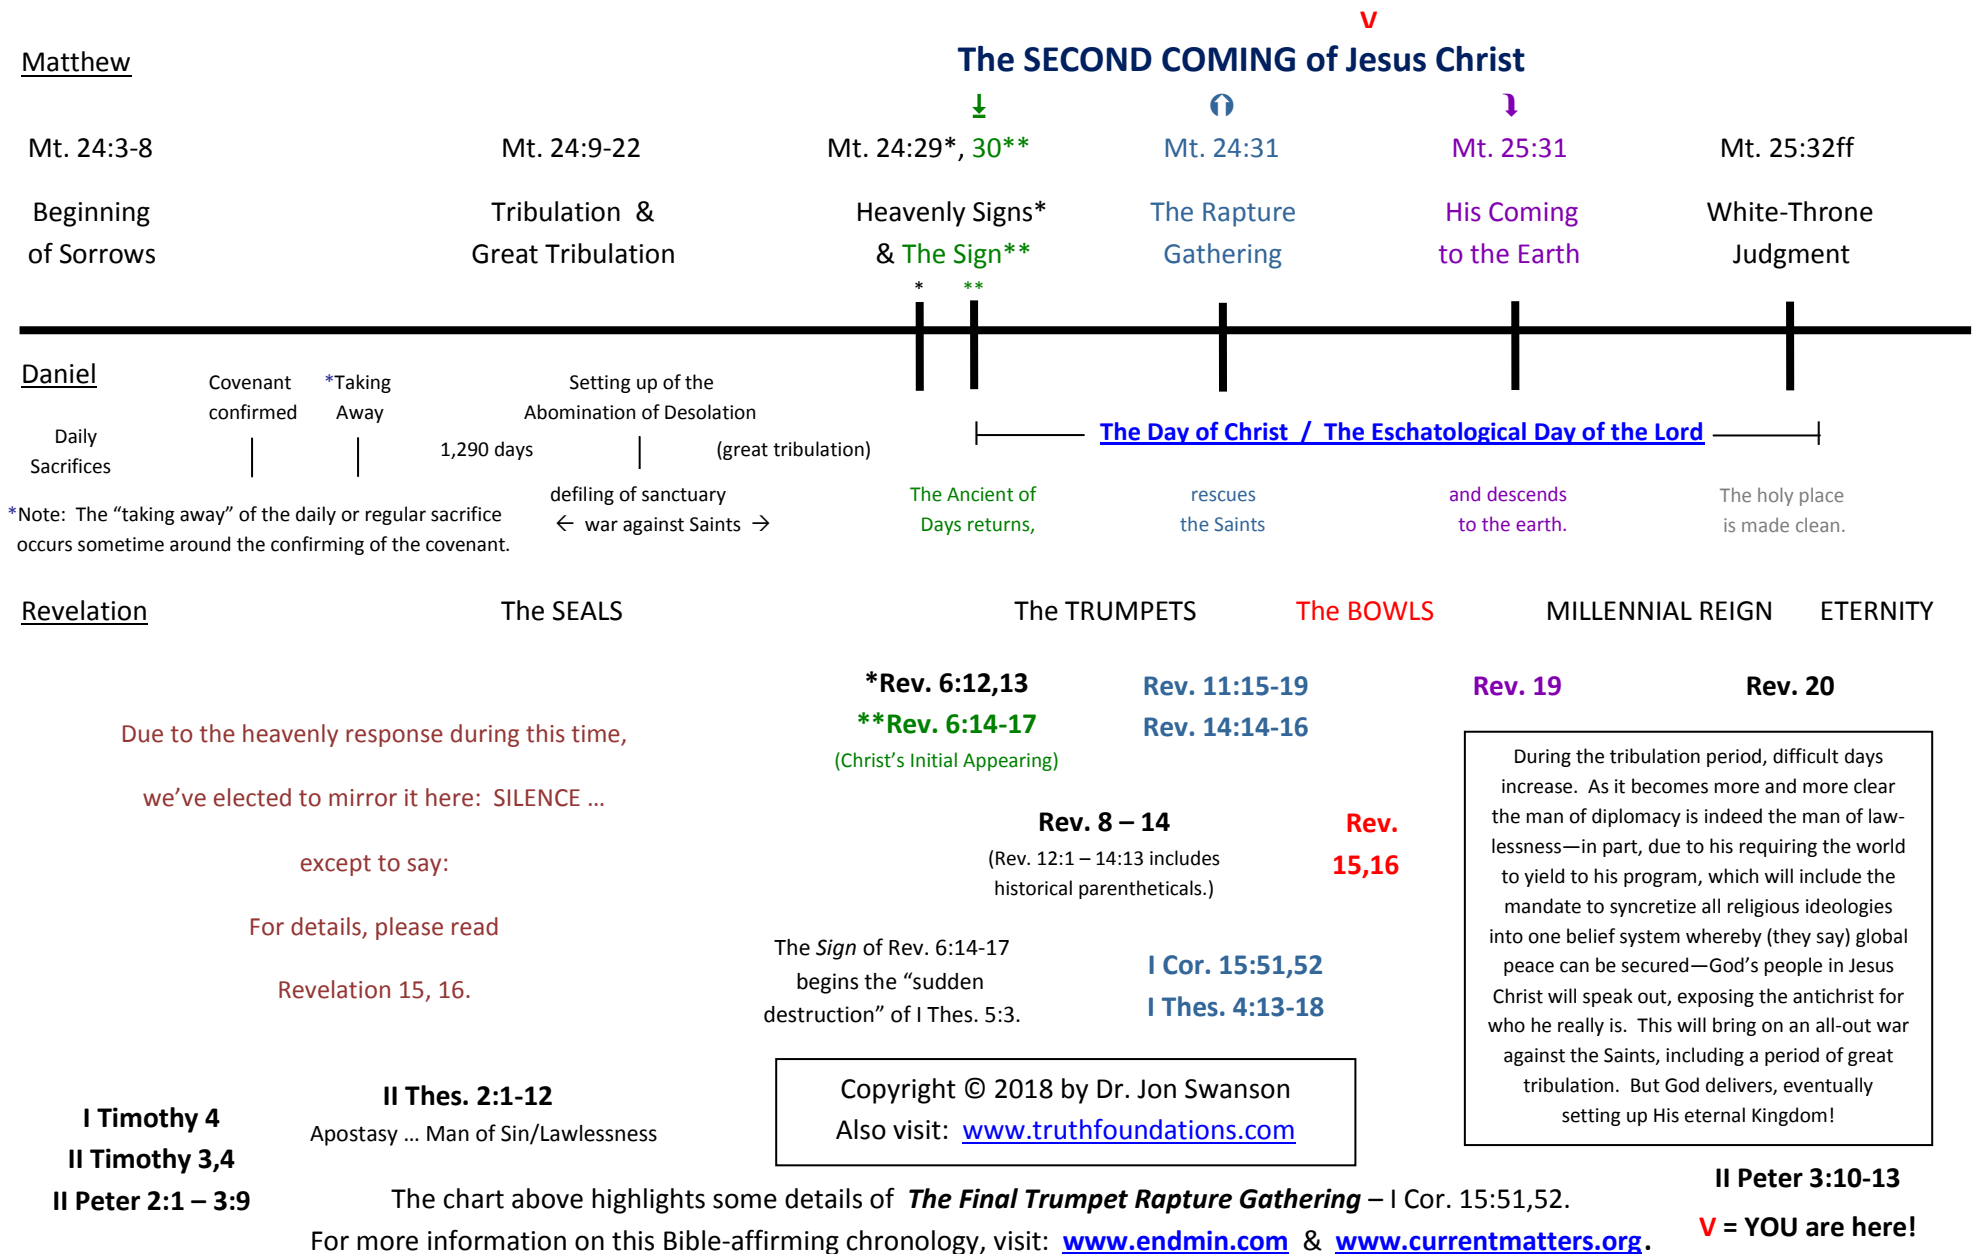 V
Matthew
The SECOND COMING of Jesus Christ
Mt. 24:3-8
Mt. 24:9-22
Mt. 24:29*, 30**
Mt. 24:31
Mt. 25:31
Mt. 25:32ff
Beginning
of Sorrows
Tribulation &
Great Tribulation
Heavenly Signs*
& The Sign**
* **
The Rapture
Gathering
His Coming
to the Earth
White-Throne
Judgment
Daniel
Daily
Sacrifices
Covenant
confirmed
*Taking
Away
1,290 days
Setting up of the
Abomination of Desolation
(great tribulation)
The Day of Christ / The Eschatological Day of the Lord
*Note: The “taking away” of the daily or regular sacrifice
occurs sometime around the confirming of the covenant.
defiling of sanctuary
← war against Saints →
The Ancient of
Days returns,
rescues
the Saints
and descends
to the earth.
The holy place
is made clean.
Revelation
The SEALS
The TRUMPETS
The BOWLS
MILLENNIAL REIGN
ETERNITY
*Rev. 6:12,13
**Rev. 6:14-17
(Christ’s Initial Appearing)
Rev. 11:15-19
Rev. 14:14-16
Rev. 19
Rev. 20
Due to the heavenly response during this time,
we’ve elected to mirror it here: SILENCE …
except to say:
For details, please read
Revelation 15, 16.
Rev. 8 – 14
(Rev. 12:1 – 14:13 includes
historical parentheticals.)
Rev.
15,16
The Sign of Rev. 6:14-17
begins the “sudden
destruction” of I Thes. 5:3.
I Cor. 15:51,52
I Thes. 4:13-18
During the tribulation period, difficult days
increase. As it becomes more and more clear
the man of diplomacy is indeed the man of law-
lessness—in part, due to his requiring the world
to yield to his program, which will include the
mandate to syncretize all religious ideologies
into one belief system whereby (they say) global
peace can be secured—God’s people in Jesus
Christ will speak out, exposing the antichrist for
who he really is. This will bring on an all-out war
against the Saints, including a period of great
tribulation. But God delivers, eventually
setting up His eternal Kingdom!
I Timothy 4
II Timothy 3,4
II Peter 2:1 – 3:9
II Thes. 2:1-12
Apostasy … Man of Sin/Lawlessness
Copyright © 2018 by Dr. Jon Swanson
Also visit: www.truthfoundations.com
II Peter 3:10-13
V = YOU are here!
The chart above highlights some details of The Final Trumpet Rapture Gathering – I Cor. 15:51,52.
For more information on this Bible-affirming chronology, visit: www.endmin.com & www.currentmatters.org.